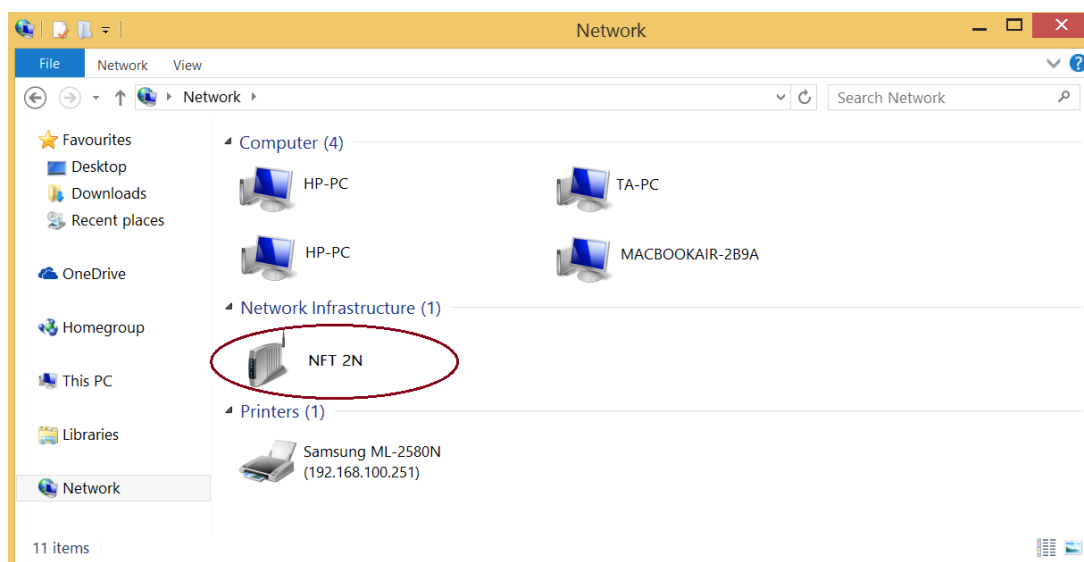 Network
File Network View
Network
Search Network
Favourites
Desktop
Downloads
Recent places
OneDrive
Homegroup
This PC
Libraries
Network
Computer (4)
HP-PC TA-PC
HP-PC MACBOOKAIR-2B9A
Network Infrastructure (1)
NFT 2N
Printers (1)
Samsung ML-2580N
(192.168.100.251)
11 items